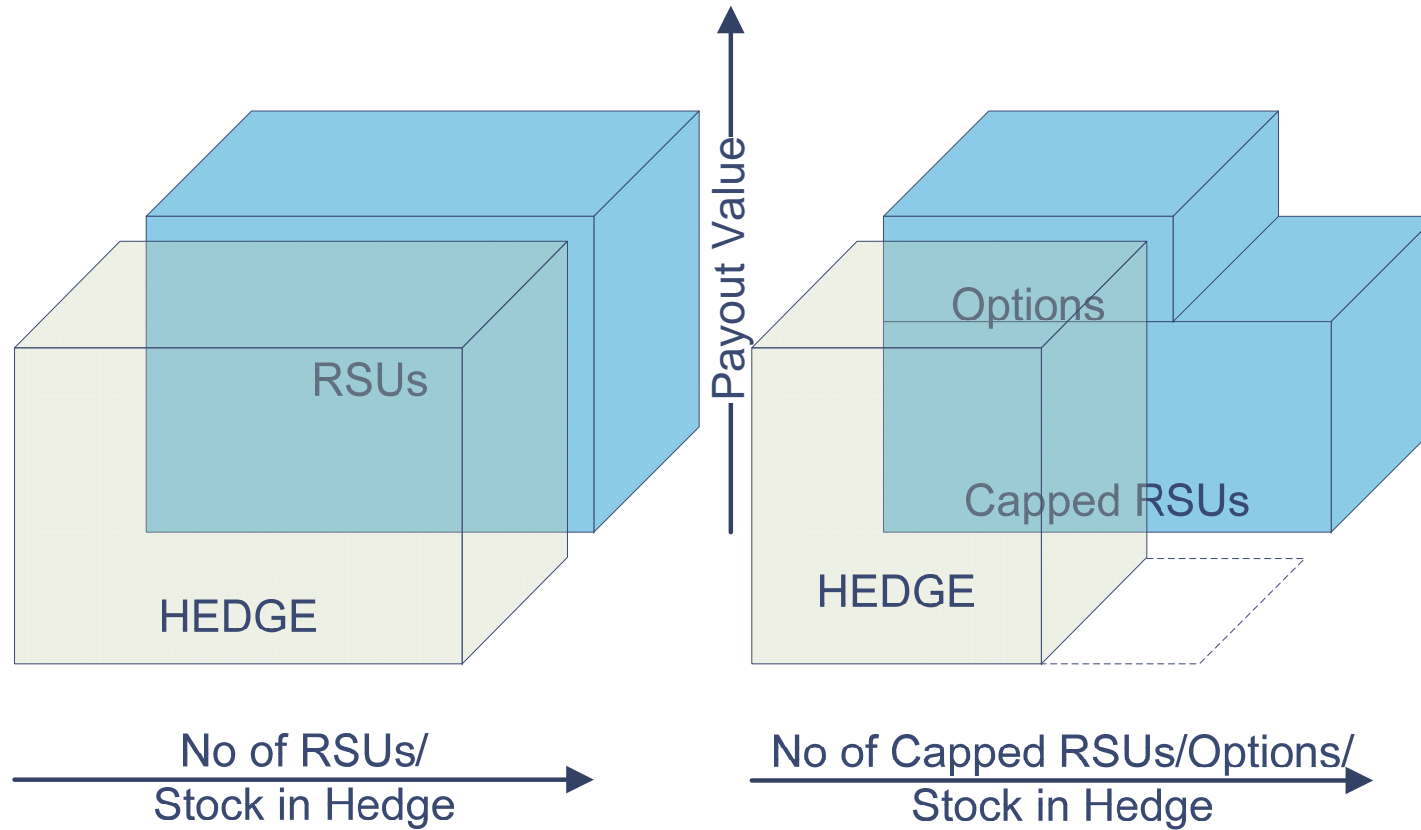 RSUs
HEDGE
No of RSUs/
Stock in Hedge
Payout Value
Options
Capped RSUs
HEDGE
No of Capped RSUs/Options/
Stock in Hedge